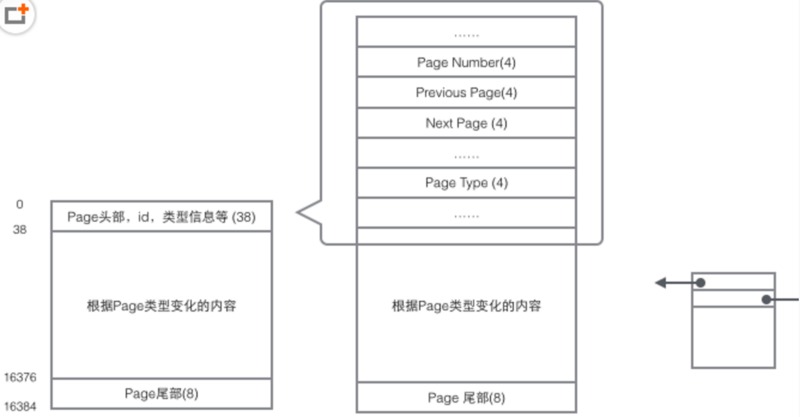 ……
Page Number(4)
Previous Page(4)
Next Page (4)
……
Page Type (4)
……
根据Page类型变化的内容
Page 尾部(8)
0
Page头部，id，类型信息等 (38)
38
根据Page类型变化的内容
16376
Page尾部(8)
16384